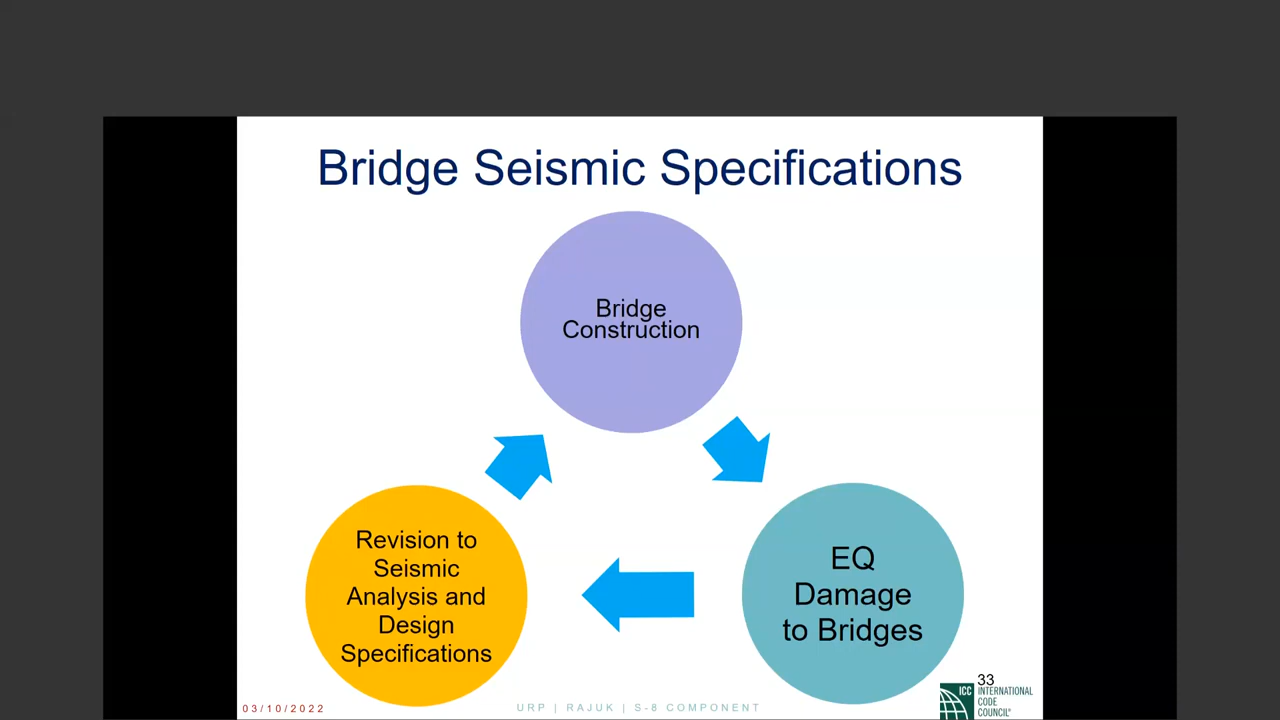 Bridge Seismic Specifications
Bridge
Construction
Revision to
Seismic
Analysis and
Design
Specifications
EQ
Damage
to Bridges
33
ICC
INTERNATIONAL
CODE
COUNCIL®
03/10/2022
URP | RAJUK | S-8 COMPONENT